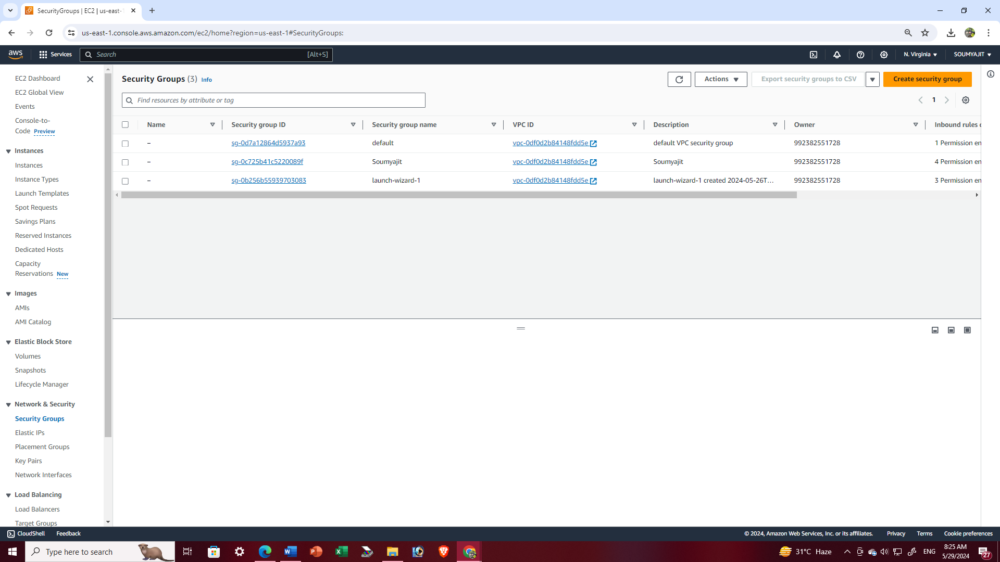 SecurityGroups | EC2 | us-east-
us-east-1.console.aws.amazon.com/ec2/home?region=us-east-1#SecurityGroups:
aws
Services
Search
[Alt+S]
N. Virginia
SOUMYAJIT
EC2 Dashboard
EC2 Global View
Events
Console-to-
Code Preview
Instances
Instances
Instance Types
Launch Templates
Spot Requests
Savings Plans
Reserved Instances
Dedicated Hosts
Capacity
Reservations New
Images
AMIs
AMI Catalog
Elastic Block Store
Volumes
Snapshots
Lifecycle Manager
Network & Security
Security Groups
Elastic IPs
Placement Groups
Key Pairs
Network Interfaces
Load Balancing
Load Balancers
Target Groups
Security Groups (3) Info
Actions
Export security groups to CSV
Create security group
Find resources by attribute or tag
1
Name Security group ID Security group name VPC ID Description Owner Inbound rules c
– sg-0d7a12864d5937a93 default vpc-0df0d2b84148fdd5e default VPC security group 992382551728 1 Permission en
– sg-0c725b41c5220089f Soumyajit vpc-0df0d2b84148fdd5e Soumyajit 992382551728 4 Permission en
– sg-0b256b55939703083 launch-wizard-1 vpc-0df0d2b84148fdd5e launch-wizard-1 created 2024-05-26T... 992382551728 3 Permission en
CloudShell Feedback
© 2024, Amazon Web Services, Inc. or its affiliates. Privacy Terms Cookie preferences
Type here to search
31°C Haze
ENG
8:25 AM
5/29/2024
27